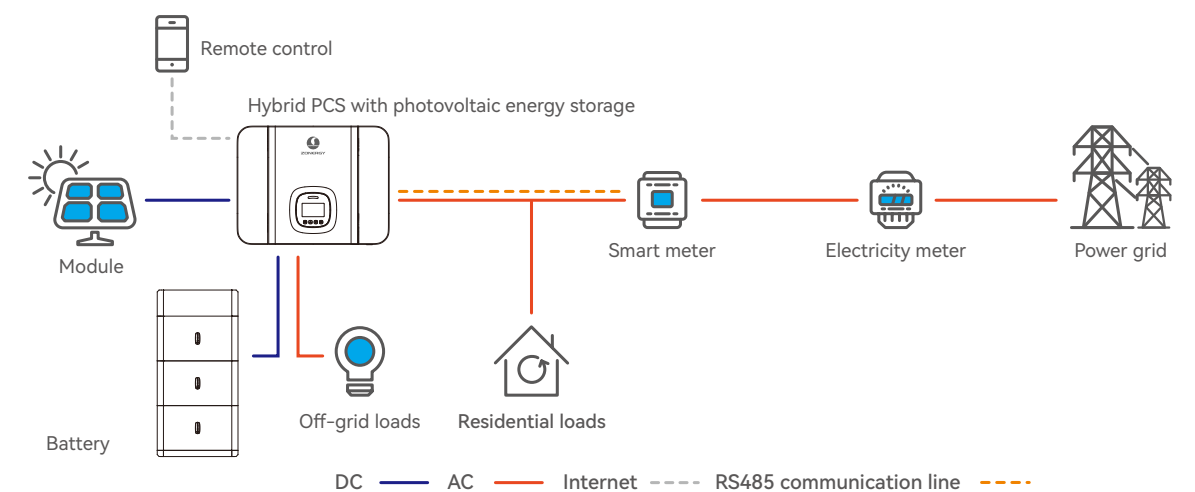 Remote control
Hybrid PCS with photovoltaic energy storage
ZONERGY
Module
Smart meter
Electricity meter
Power grid
Off-grid loads
Residential loads
Battery
DC
AC
Internet
RS485 communication line